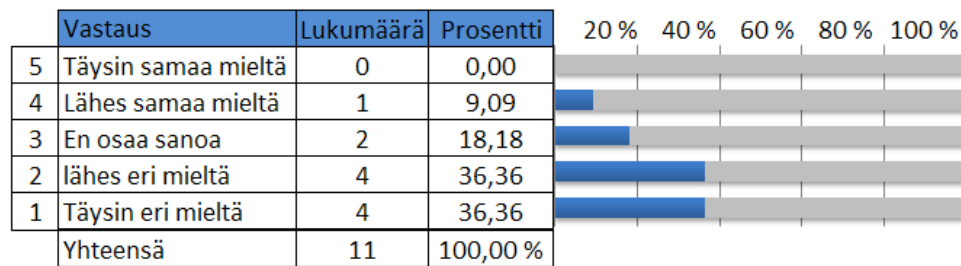 Vastaus Lukumäärä Prosentti 20 % 40 % 60 % 80 % 100 %
5 Täysin samaa mieltä 0 0,00
4 Lähes samaa mieltä 1 9,09
3 En osaa sanoa 2 18,18
2 lähes eri mieltä 4 36,36
1 Täysin eri mieltä 4 36,36
Yhteensä 11 100,00 %